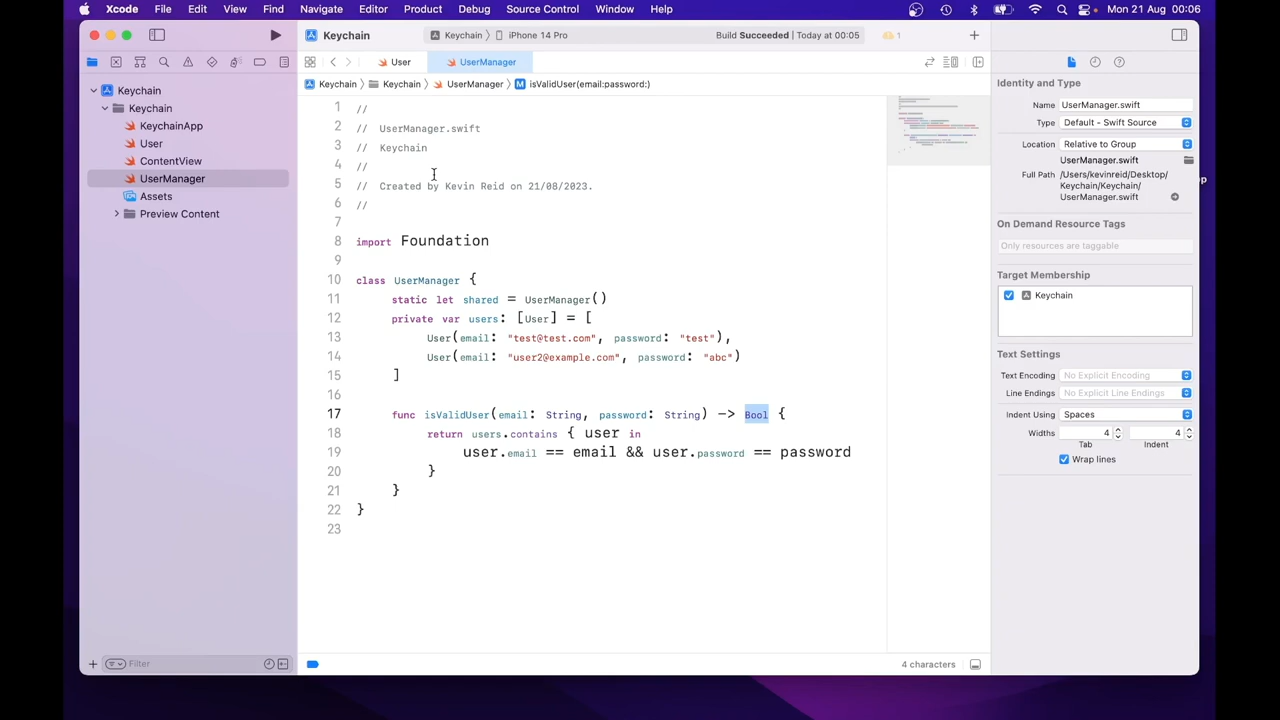 Xcode File Edit View Find Navigate Editor Product Debug Source Control Window Help Mon 21 Aug 00:06
Keychain Keychain iPhone 14 Pro Build Succeeded | Today at 00:05 1
User UserManager
Keychain Keychain UserManager M isValidUser(email:password:)
Keychain
Keychain
KeychainApp
User
ContentView
UserManager
Assets
Preview Content
Filter
1 //
2 // UserManager.swift
3 // Keychain
4 //
5 // Created by Kevin Reid on 21/08/2023.
6 //
7
8 import Foundation
9
10 class UserManager {
11 static let shared = UserManager()
12 private var users: [User] = [
13 User(email: "test@test.com", password: "test"),
14 User(email: "user2@example.com", password: "abc")
15 ]
16
17 func isValidUser(email: String, password: String) -> Bool {
18 return users.contains { user in
19 user.email == email && user.password == password
20 }
21 }
22 }
23
4 characters
Identity and Type
Name UserManager.swift
Type Default - Swift Source
Location Relative to Group
UserManager.swift
Full Path /Users/kevinreid/Desktop/
Keychain/Keychain/
UserManager.swift
On Demand Resource Tags
Only resources are taggable
Target Membership
Keychain
Text Settings
Text Encoding No Explicit Encoding
Line Endings No Explicit Line Endings
Indent Using Spaces
Widths 4 4
Tab Indent
Wrap lines